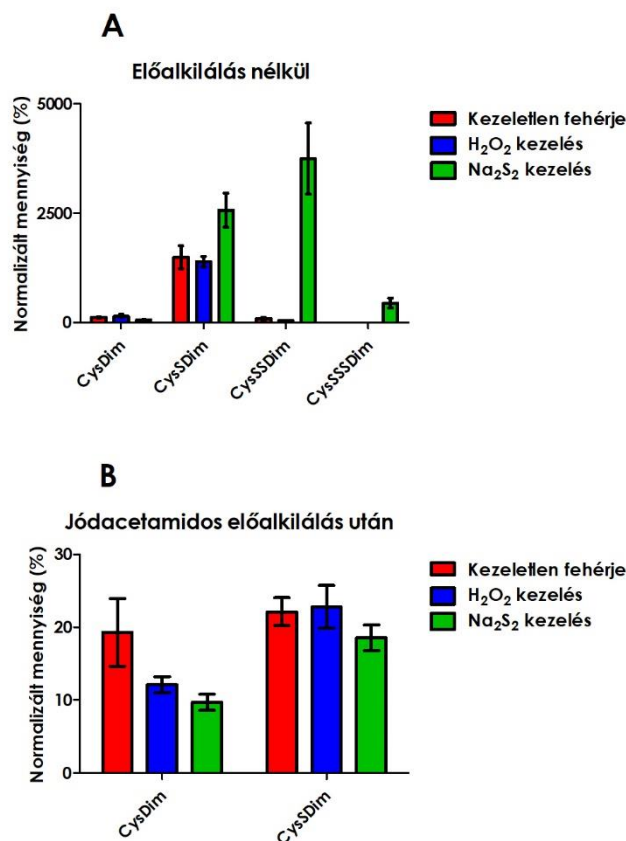 A
Előalkilálás nélkül
Normalizált mennyiség (%)
5000
2500
0
CysDim
CysSDim
CysSSDim
CysSSSDim
Kezeletlen fehérje
H₂O₂ kezelés
Na₂S₂ kezelés
B
Jódacetamidos előalkilálás után
Normalizált mennyiség (%)
30
20
10
0
CysDim
CysSDim
Kezeletlen fehérje
H₂O₂ kezelés
Na₂S₂ kezelés